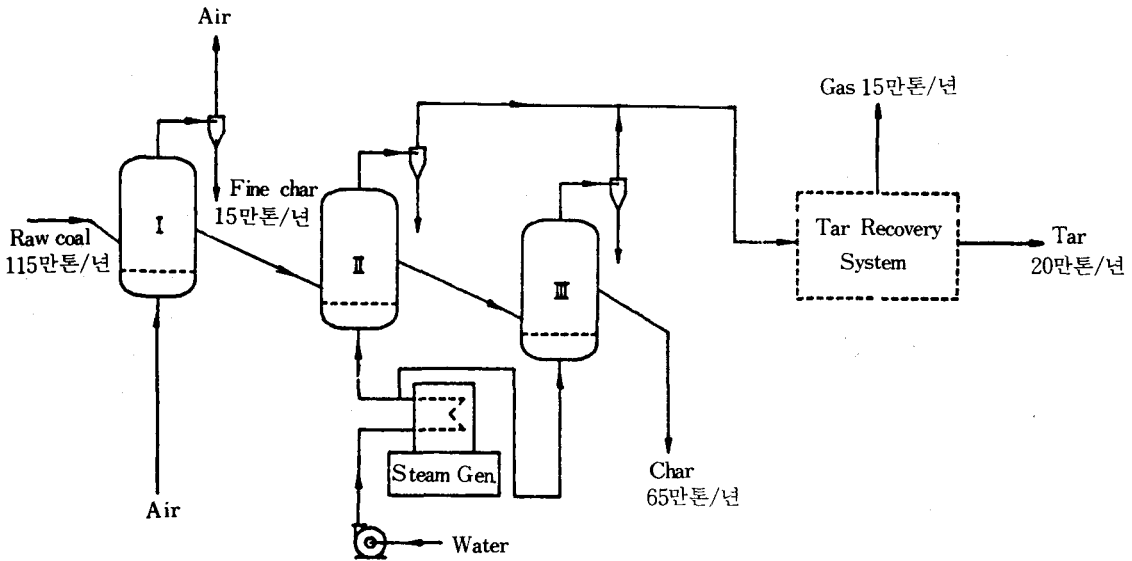 Air
Gas 15만톤/년
Fine char
15만톤/년
Raw coal
115만톤/년
I
II
III
Tar Recovery
System
Tar
20만톤/년
Steam Gen.
Char
65만톤/년
Air
Water